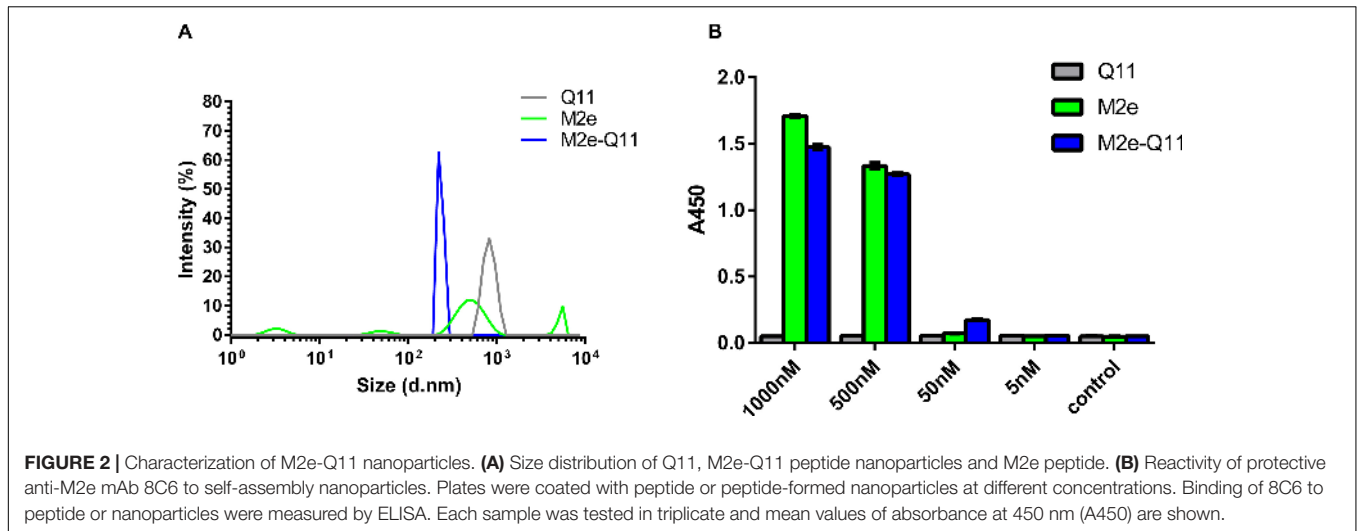 A
Q11
M2e
M2e-Q11
Intensity (%)
80
70
60
50
40
30
20
10
0
10⁰
10¹
10²
10³
10⁴
Size (d.nm)
B
Q11
M2e
M2e-Q11
A450
2.0
1.5
1.0
0.5
0.0
1000nM
500nM
50nM
5nM
control
FIGURE 2 | Characterization of M2e-Q11 nanoparticles. (A) Size distribution of Q11, M2e-Q11 peptide nanoparticles and M2e peptide. (B) Reactivity of protective
anti-M2e mAb 8C6 to self-assembly nanoparticles. Plates were coated with peptide or peptide-formed nanoparticles at different concentrations. Binding of 8C6 to
peptide or nanoparticles were measured by ELISA. Each sample was tested in triplicate and mean values of absorbance at 450 nm (A450) are shown.